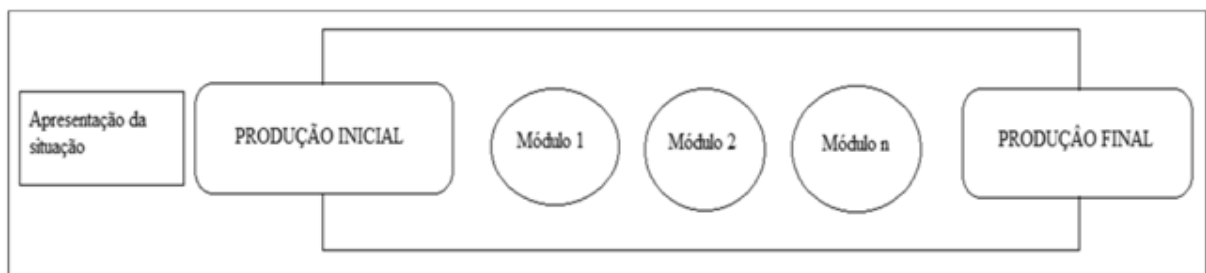 Apresentação da
situação
PRODUÇÃO INICIAL
Módulo 1
Módulo 2
Módulo n
PRODUÇÃO FINAL